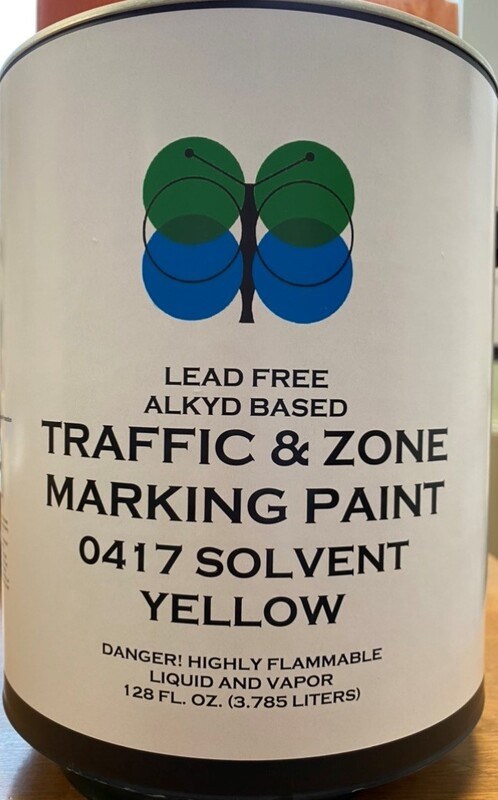 LEAD FREE
ALKYD BASED
TRAFFIC & ZONE
MARKING PAINT
0417 SOLVENT
YELLOW
DANGER! HIGHLY FLAMMABLE
LIQUID AND VAPOR
128 FL. OZ. (3.785 LITERS)